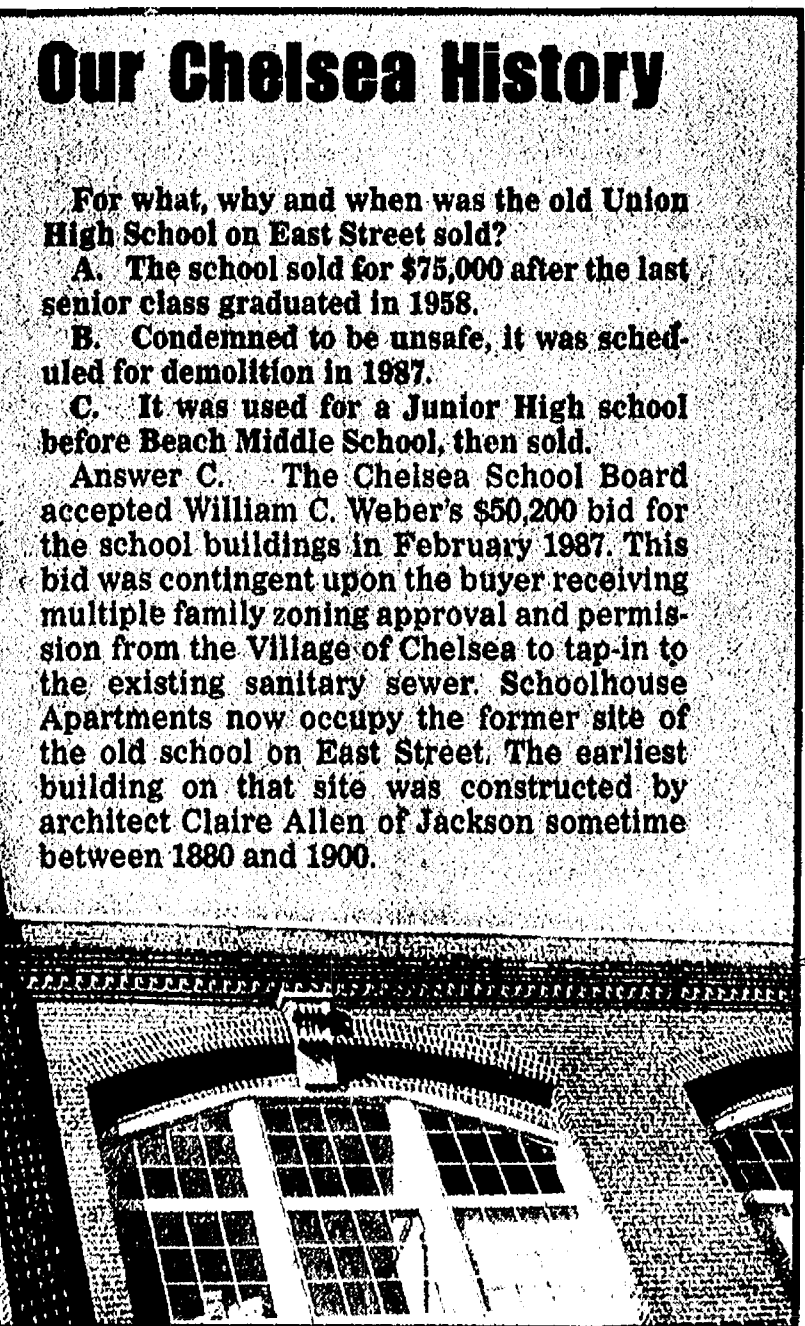 Our Chelsea History
For what, why and when was the old Union
High School on East Street sold?
A. The school sold for $75,000 after the last
senior class graduated in 1958.
B. Condemned to be unsafe, it was sched-
uled for demolition in 1987.
C. It was used for a Junior High school
before Beach Middle School, then sold.
Answer C. The Chelsea School Board
accepted William C. Weber's $50,200 bid for
the school buildings in February 1987. This
bid was contingent upon the buyer receiving
multiple family zoning approval and permis-
sion from the Village of Chelsea to tap-in to
the existing sanitary sewer. Schoolhouse
Apartments now occupy the former site of
the old school on East Street. The earliest
building on that site was constructed by
architect Claire Allen of Jackson sometime
between 1880 and 1900.